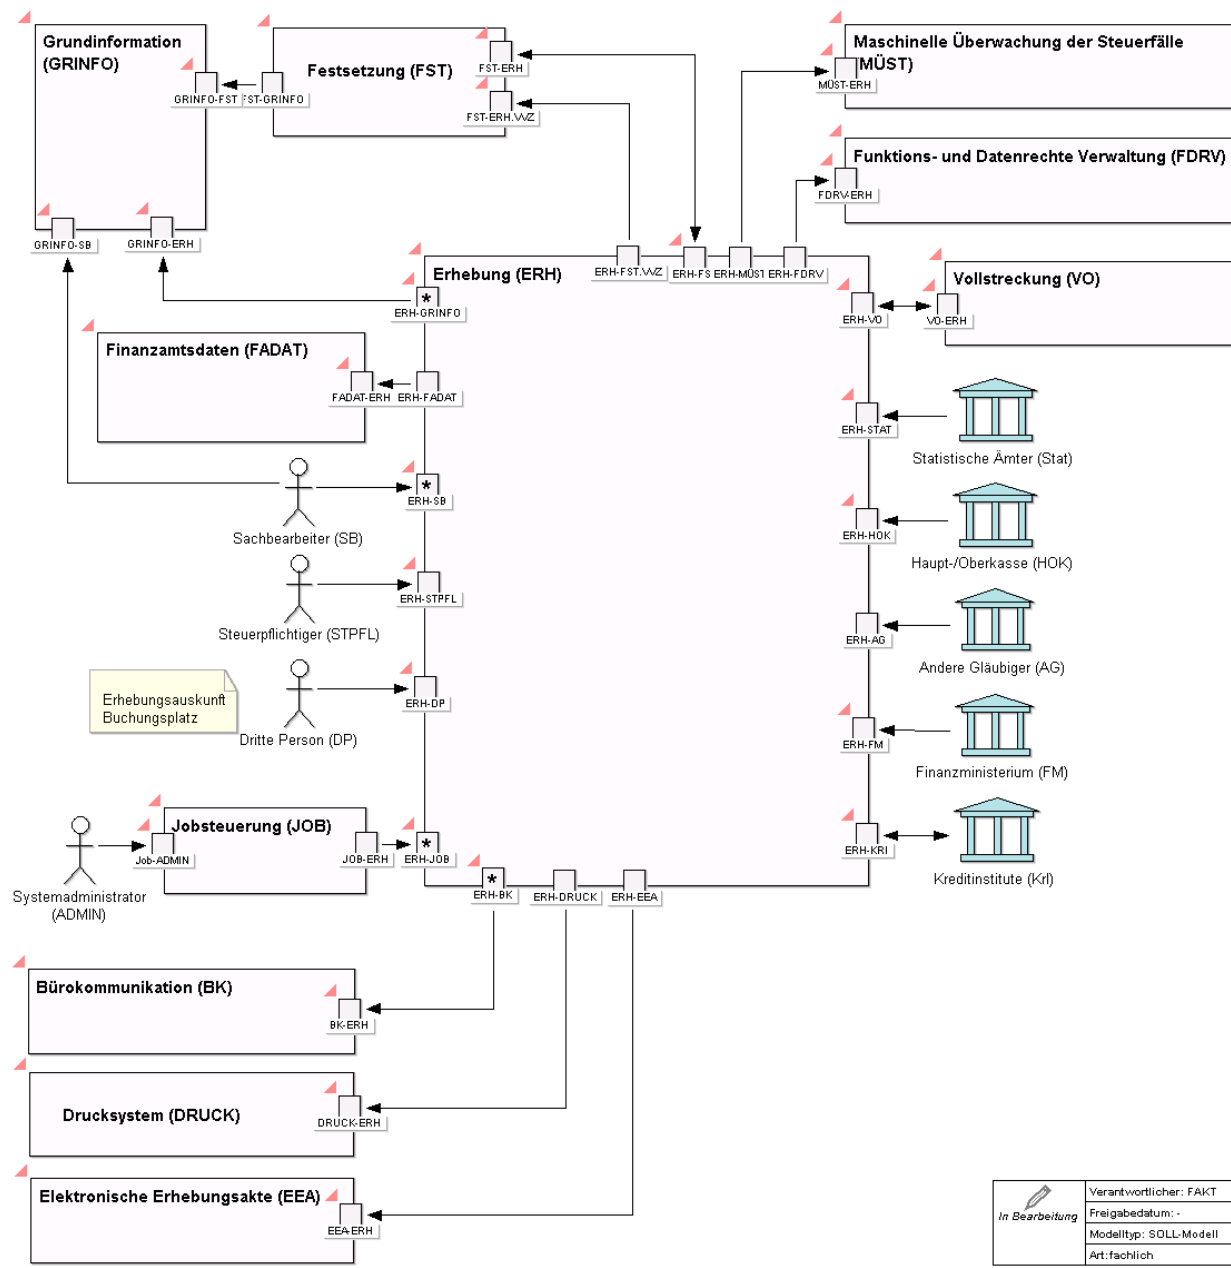 Grundinformation
(GRINFO)
GRINFO-FST
FST-GRINFO
Festsetzung (FST)
FST-ERH
FST-ERH.VVZ
Maschinelle Überwachung der Steuerfälle
(MÜST)
MÜST-ERH
Funktions- und Datenrechte Verwaltung (FDRV)
FDRV-ERH
GRINFO-SB
GRINFO-ERH
Erhebung (ERH)
ERH-FST.VVZ
ERH-FS
ERH-MÜST
ERH-FDRV
ERH-GRINFO
*
Vollstreckung (VO)
ERH-VO
VO-ERH
Finanzamtsdaten (FADAT)
FADAT-ERH
ERH-FADAT
ERH-STAT
Statistische Ämter (Stat)
*
ERH-SB
Sachbearbeiter (SB)
ERH-HOK
Haupt-/Oberkasse (HOK)
ERH-STPFL
Steuerpflichtiger (STPFL)
ERH-AG
Andere Gläubiger (AG)
Erhebungsauskunft
Buchungsplatz
ERH-DP
Dritte Person (DP)
ERH-FM
Finanzministerium (FM)
Jobsteuerung (JOB)
Job-ADMIN
JOB-ERH
*
ERH-JOB
Systemadministrator
(ADMIN)
ERH-KRI
Kreditinstitute (KrI)
*
ERH-BK
ERH-DRUCK
ERH-EEA
Bürokommunikation (BK)
BK-ERH
Drucksystem (DRUCK)
DRUCK-ERH
Elektronische Erhebungsakte (EEA)
EEA-ERH
In Bearbeitung
Verantwortlicher: FAKT
Freigabedatum: -
Modelltyp: SOLL-Modell
Art:fachlich